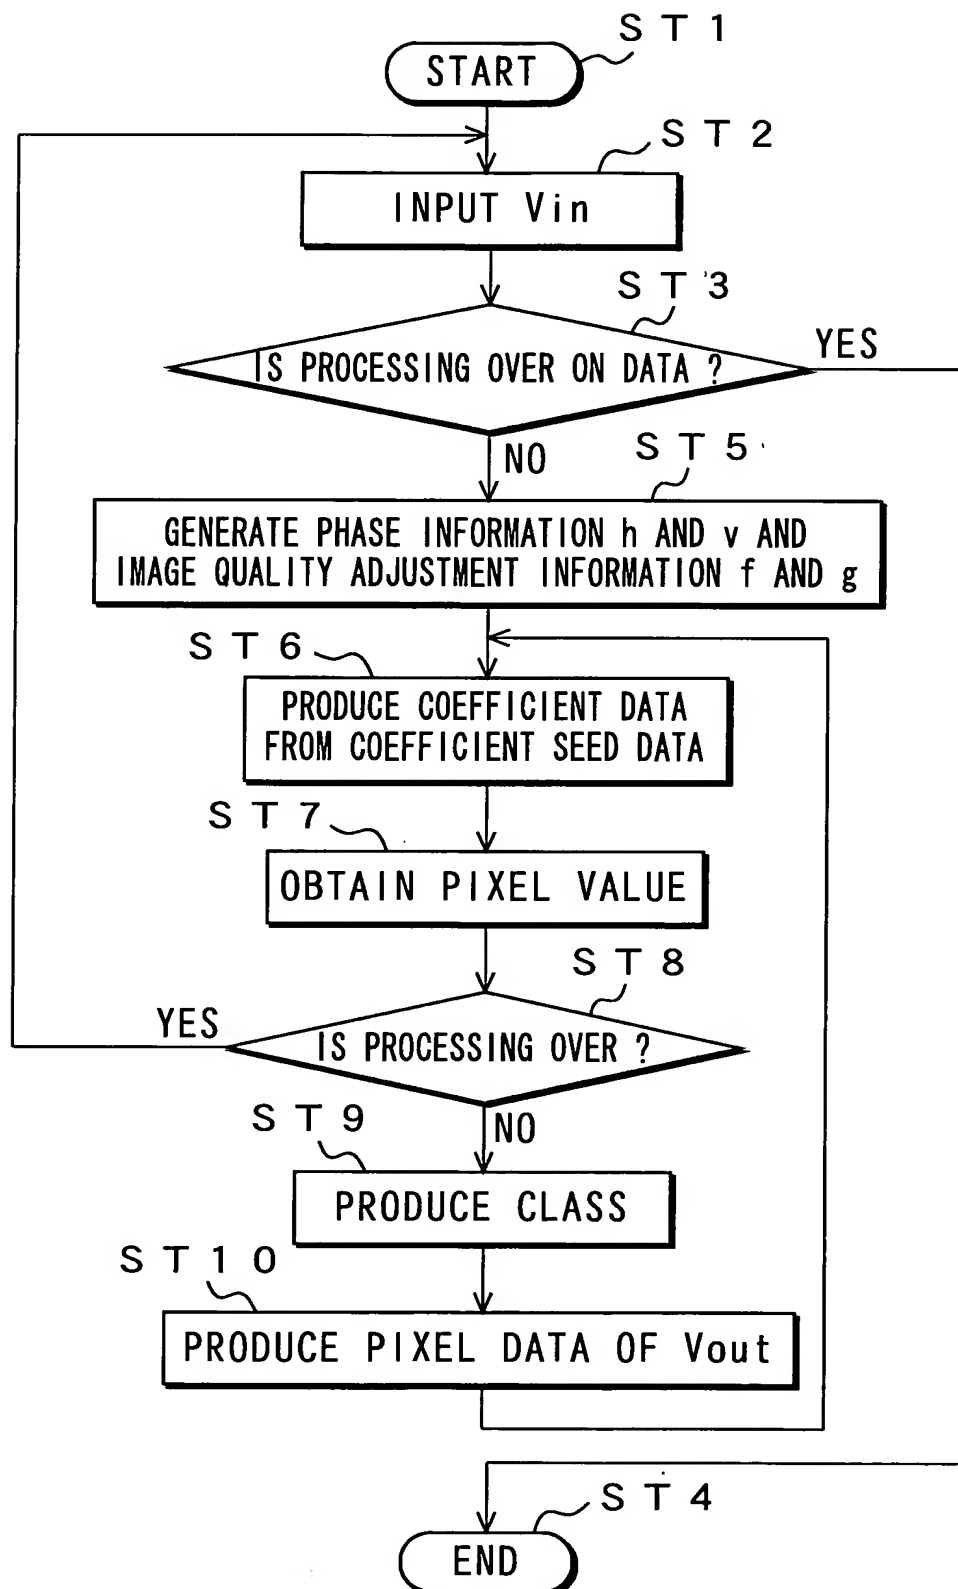 ST1
START
ST2
INPUT Vin
ST3
IS PROCESSING OVER ON DATA ?
YES
NO
ST5
GENERATE PHASE INFORMATION h AND v AND
IMAGE QUALITY ADJUSTMENT INFORMATION f AND g
ST6
PRODUCE COEFFICIENT DATA
FROM COEFFICIENT SEED DATA
ST7
OBTAIN PIXEL VALUE
ST8
YES
IS PROCESSING OVER ?
NO
ST9
PRODUCE CLASS
ST10
PRODUCE PIXEL DATA OF Vout
ST4
END